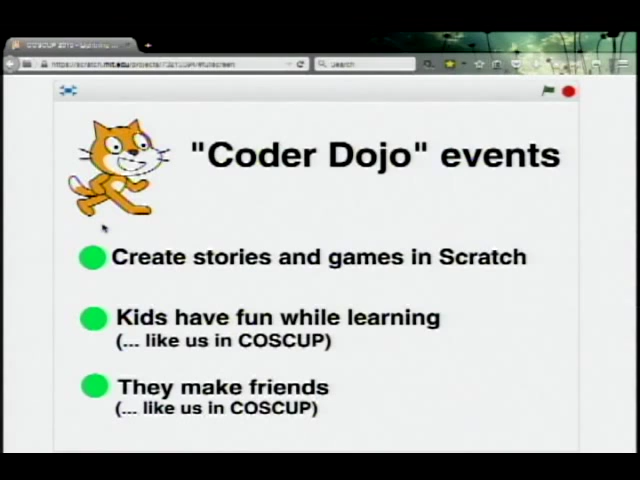 "Coder Dojo" events
Create stories and games in Scratch
Kids have fun while learning
(... like us in COSCUP)
They make friends
(... like us in COSCUP)
Search